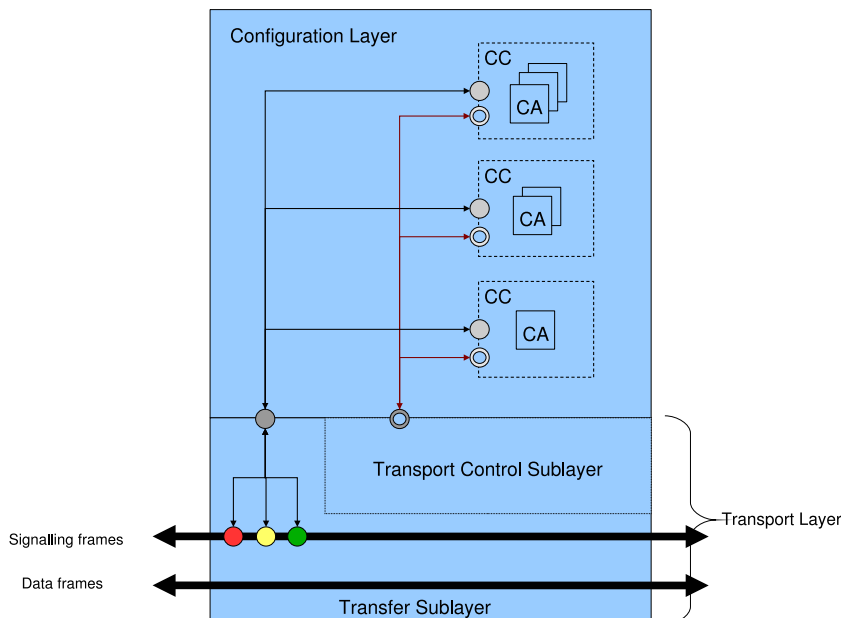 Configuration Layer
CC
CA
CC
CA
CC
CA
Transport Control Sublayer
Transport Layer
Signalling frames
Data frames
Transfer Sublayer